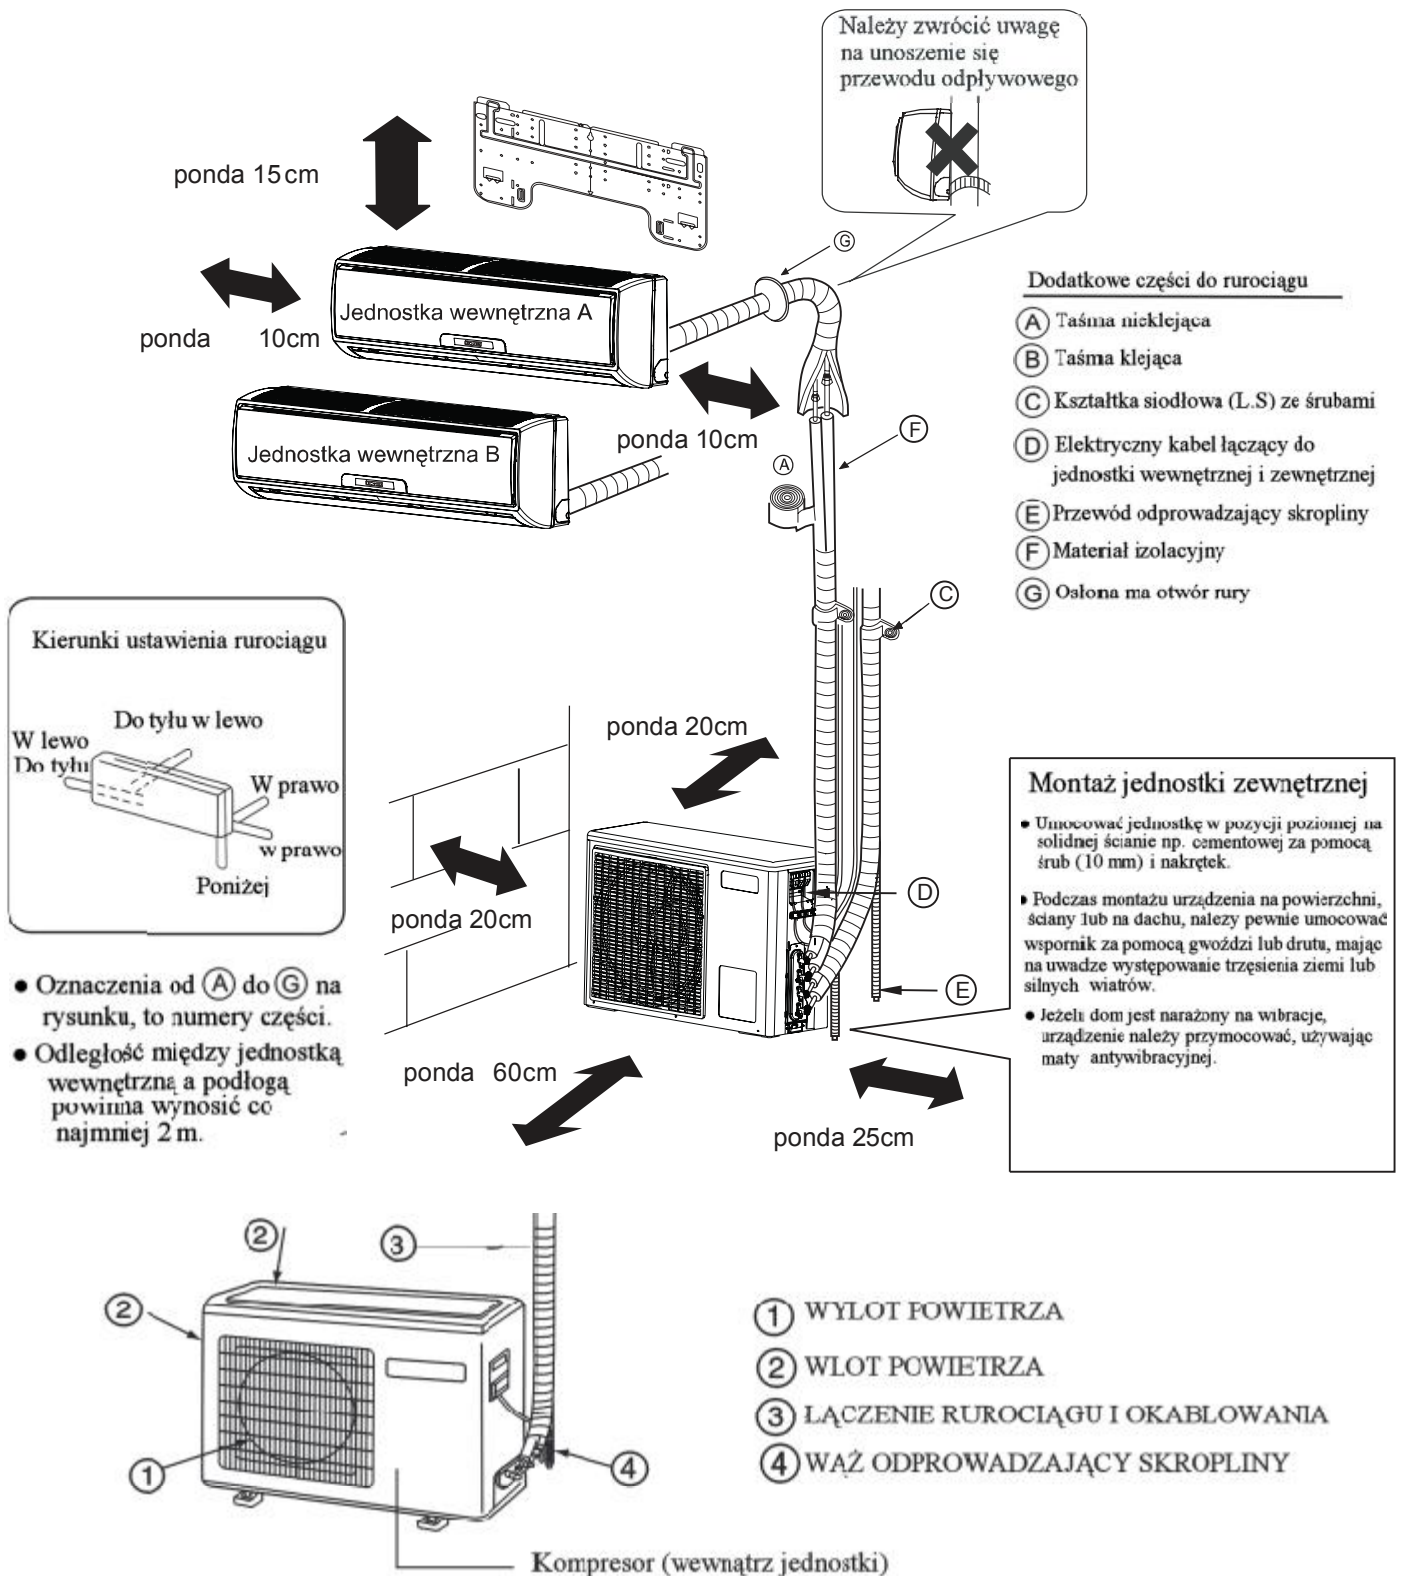 Należy zwrócić uwagę
na unoszenie się
przewodu odpływowego
ponda 15cm
G
Jednostka wewnętrzna A
ponda 10cm
ponda 10cm
Jednostka wewnętrzna B
A
F
C
Dodatkowe części do rurociągu
A Taśma nieklejąca
B Taśma klejąca
C Kształtka siodłowa (L.S) ze śrubami
D Elektryczny kabel łączący do
jednostki wewnętrznej i zewnętrznej
E Przewód odprowadzający skropliny
F Materiał izolacyjny
G Osłona ma otwór rury
Kierunki ustawienia rurociągu
Do tyłu w lewo
W lewo
Do tyłu
W prawo
w prawo
Poniżej
ponda 20cm
ponda 20cm
D
E
ponda 60cm
ponda 25cm
Montaż jednostki zewnętrznej
● Umocować jednostkę w pozycji poziomej na
solidnej ścianie np. cementowej za pomocą
śrub (10 mm) i nakrętek.
● Podczas montażu urządzenia na powierzchni,
ściany lub na dachu, należy pewnie umocować
wspornik za pomocą gwoździ lub drutu, mając
na uwadze występowanie trzęsienia ziemi lub
silnych wiatrów.
● Jeżeli dom jest narażony na wibracje,
urządzenie należy przymocować, używając
maty antywibracyjnej.
● Oznaczenia od A do G na
rysunku, to numery części.
● Odległość między jednostką
wewnętrzną a podłogą
powinna wynosić co
najmniej 2 m.
2
3
2
1
4
Kompresor (wewnątrz jednostki)
1 WYLOT POWIETRZA
2 WLOT POWIETRZA
3 ŁĄCZENIE RUROCIĄGU I OKABLOWANIA
4 WĄŻ ODPROWADZAJĄCY SKROPLINY